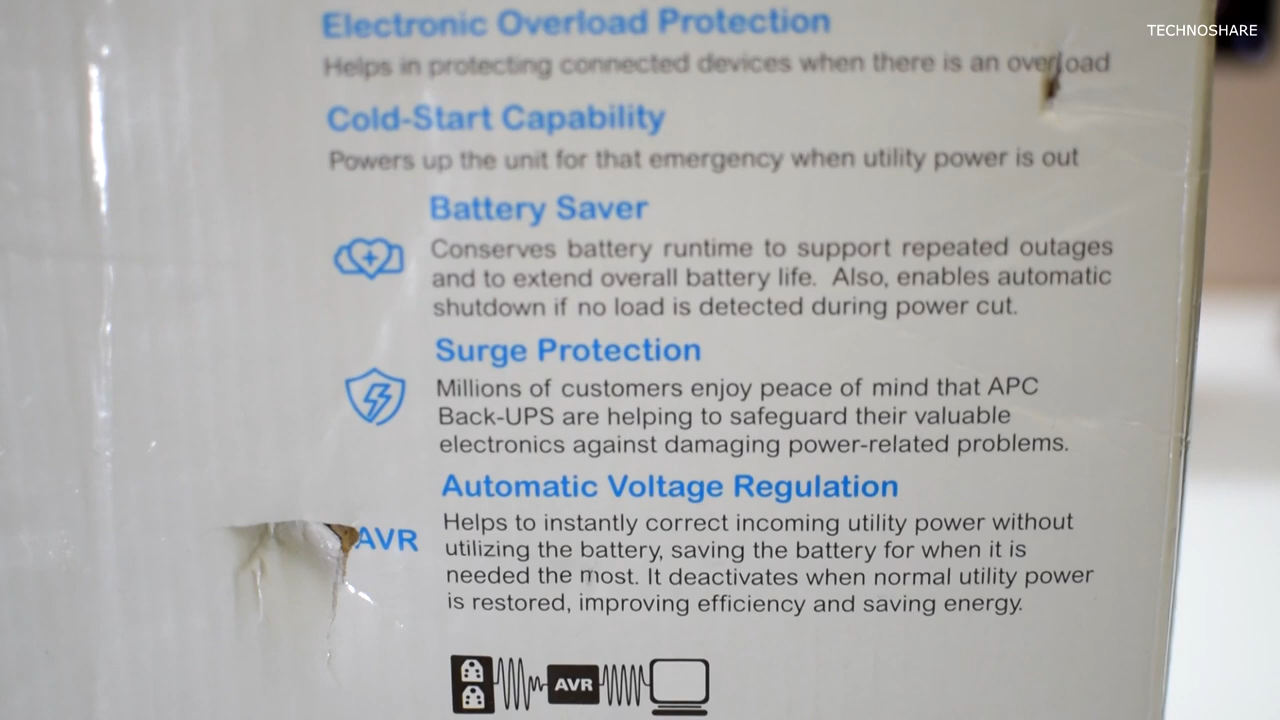 TECHNOSHARE
Electronic Overload Protection
Helps in protecting connected devices when there is an overload
Cold-Start Capability
Powers up the unit for that emergency when utility power is out
Battery Saver
Conserves battery runtime to support repeated outages
and to extend overall battery life. Also, enables automatic
shutdown if no load is detected during power cut.
Surge Protection
Millions of customers enjoy peace of mind that APC
Back-UPS are helping to safeguard their valuable
electronics against damaging power-related problems.
Automatic Voltage Regulation
AVR
Helps to instantly correct incoming utility power without
utilizing the battery, saving the battery for when it is
needed the most. It deactivates when normal utility power
is restored, improving efficiency and saving energy.
AVR